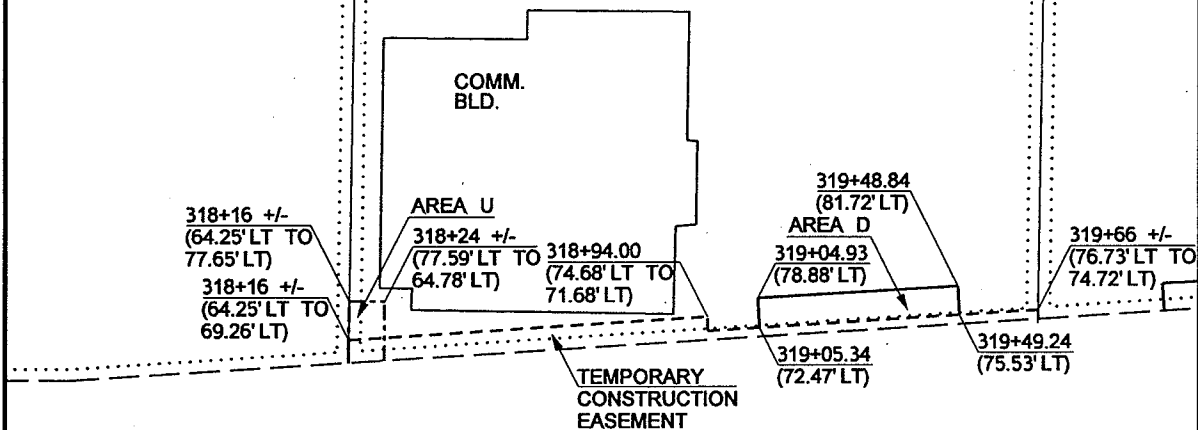 COMM.
BLD.
318+16 +/-
(64.25' LT TO
77.65' LT)
318+16 +/-
(64.25' LT TO
69.26' LT)
AREA U
318+24 +/-
(77.59' LT TO
64.78' LT)
318+94.00
(74.68' LT TO
71.68' LT)
319+48.84
(81.72' LT)
AREA D
319+04.93
(78.88' LT)
319+66 +/-
(76.73' LT TO
74.72' LT)
319+05.34
(72.47' LT)
319+49.24
(75.53' LT)
TEMPORARY
CONSTRUCTION
EASEMENT